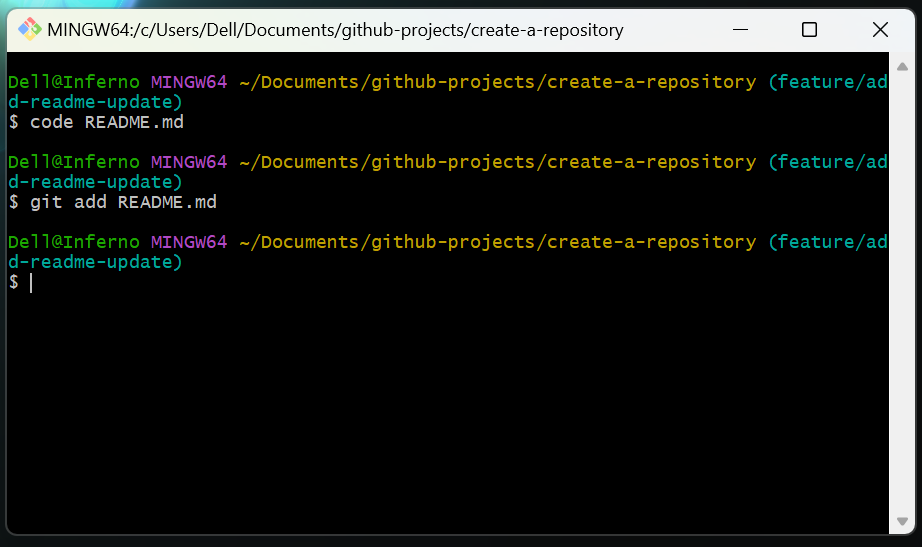 MINGW64:/c/Users/Dell/Documents/github-projects/create-a-repository
Dell@Inferno MINGW64 ~/Documents/github-projects/create-a-repository (feature/ad
d-readme-update)
$ code README.md
Dell@Inferno MINGW64 ~/Documents/github-projects/create-a-repository (feature/ad
d-readme-update)
$ git add README.md
Dell@Inferno MINGW64 ~/Documents/github-projects/create-a-repository (feature/ad
d-readme-update)
$